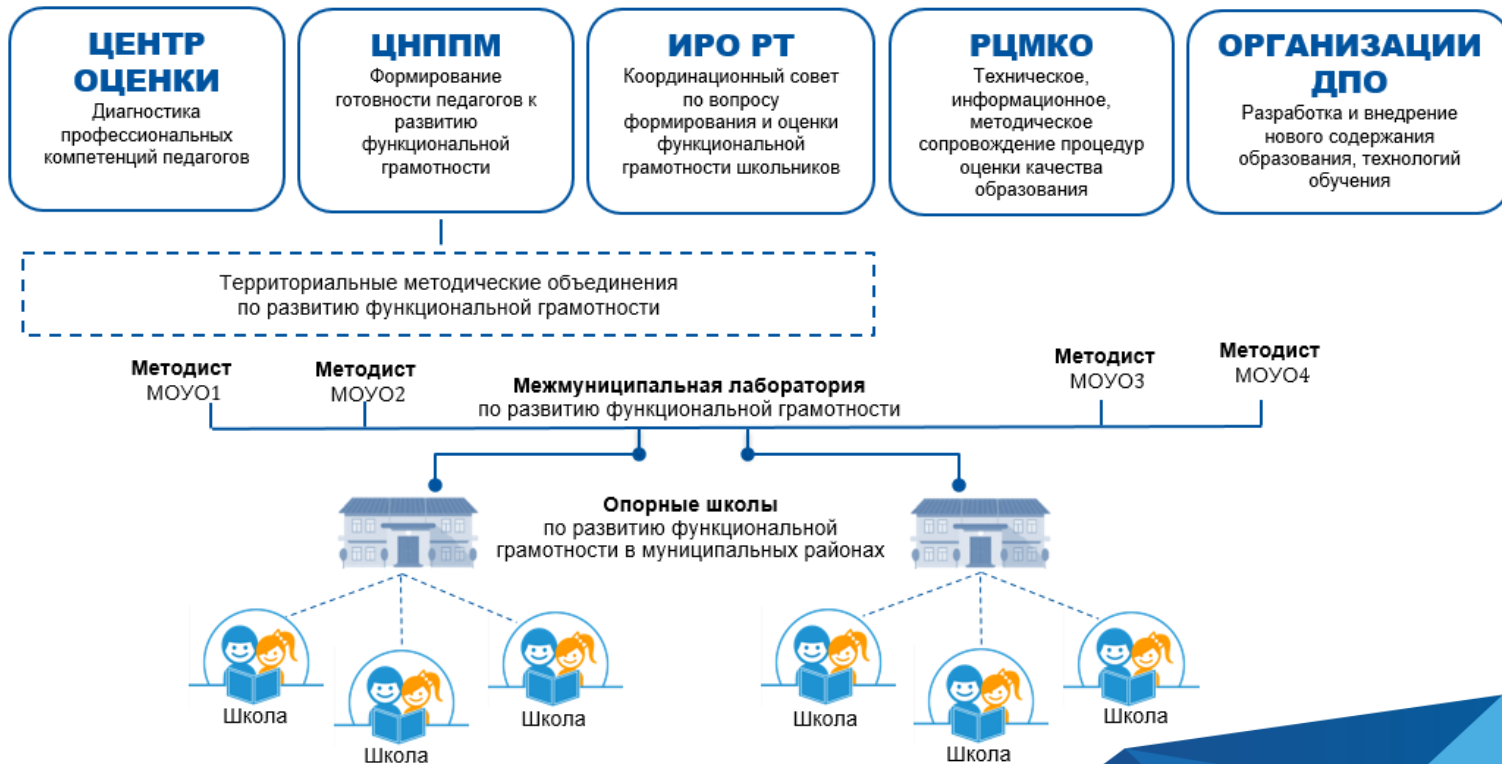 ЦЕНТР
ОЦЕНКИ
Диагностика
профессиональных
компетенций педагогов
ЦНППМ
Формирование
готовности педагогов к
развитию
функциональной
грамотности
ИРО РТ
Координационный совет
по вопросу
формирования и оценки
функциональной
грамотности школьников
РЦМКО
Техническое,
информационное,
методическое
сопровождение процедур
оценки качества
образования
ОРГАНИЗАЦИИ
ДПО
Разработка и внедрение
нового содержания
образования, технологий
обучения
Территориальные методические объединения
по развитию функциональной грамотности
Методист
МОУО1
Методист
МОУО2
Межмуниципальная лаборатория
по развитию функциональной грамотности
Методист
МОУО3
Методист
МОУО4
Опорные школы
по развитию функциональной
грамотности в муниципальных районах
Школа
Школа
Школа
Школа
Школа
Школа